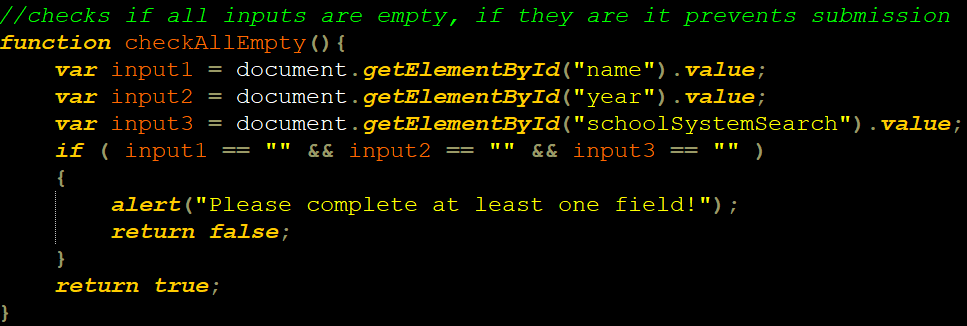 //checks if all inputs are empty, if they are it prevents submission
function checkAllEmpty(){
    var input1 = document.getElementById("name").value;
    var input2 = document.getElementById("year").value;
    var input3 = document.getElementById("schoolSystemSearch").value;
    if ( input1 == "" && input2 == "" && input3 == "" )
    {
        alert("Please complete at least one field!");
        return false;
    }
    return true;
}